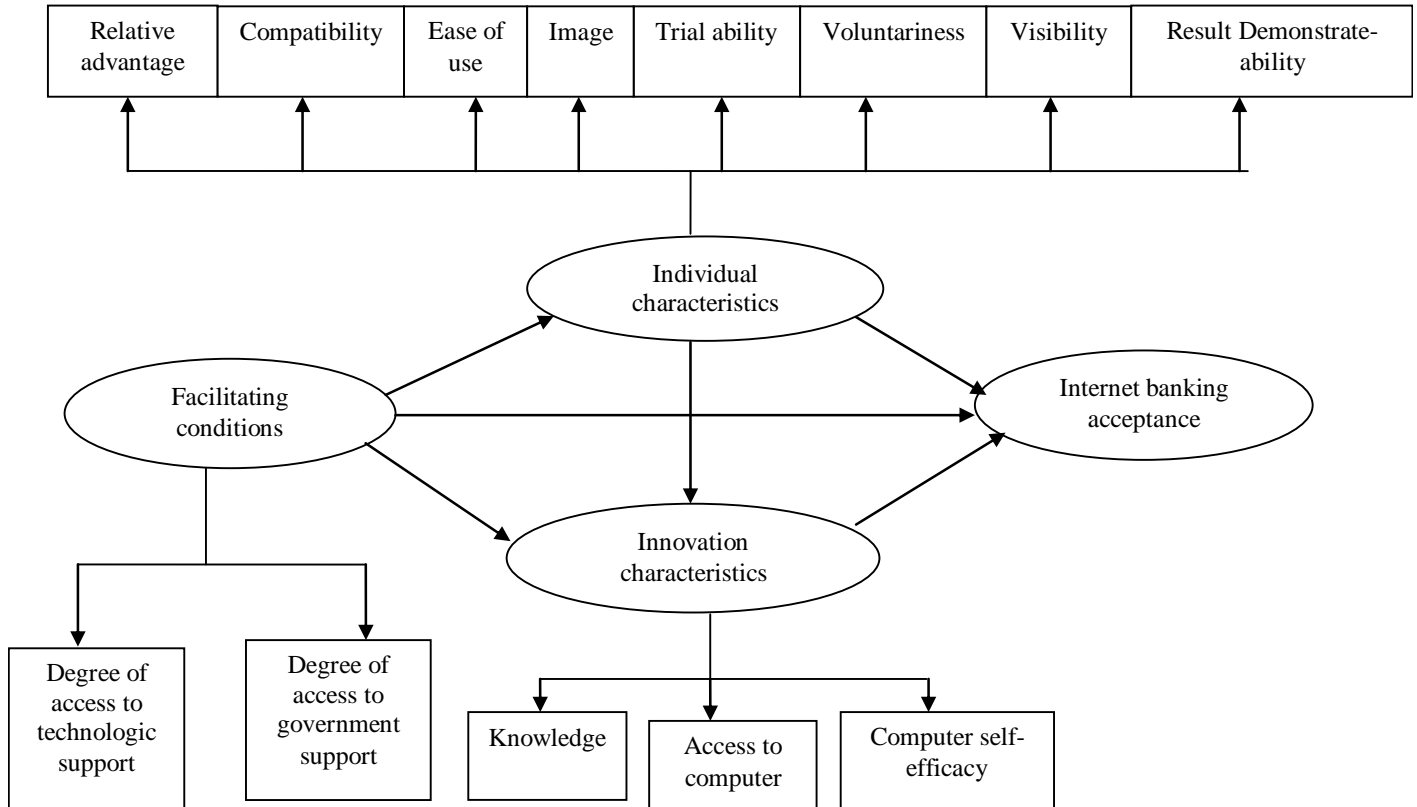 Relative
advantage
Compatibility
Ease of
use
Image
Trial ability
Voluntariness
Visibility
Result Demonstrate-
ability
Individual
characteristics
Facilitating
conditions
Internet banking
acceptance
Innovation
characteristics
Degree of
access to
technologic
support
Degree of
access to
government
support
Knowledge
Access to
computer
Computer self-
efficacy